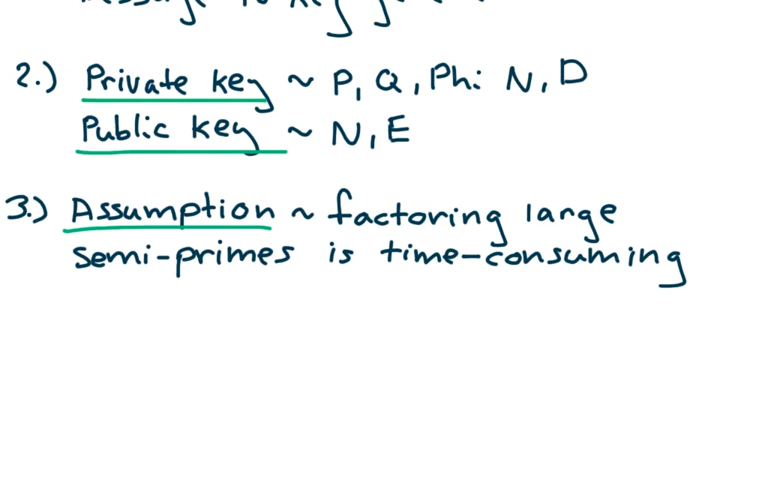 2.) Private key ~ P, Q, Phi N, D
Public key ~ N, E
3.) Assumption ~ factoring large
semi-primes is time-consuming